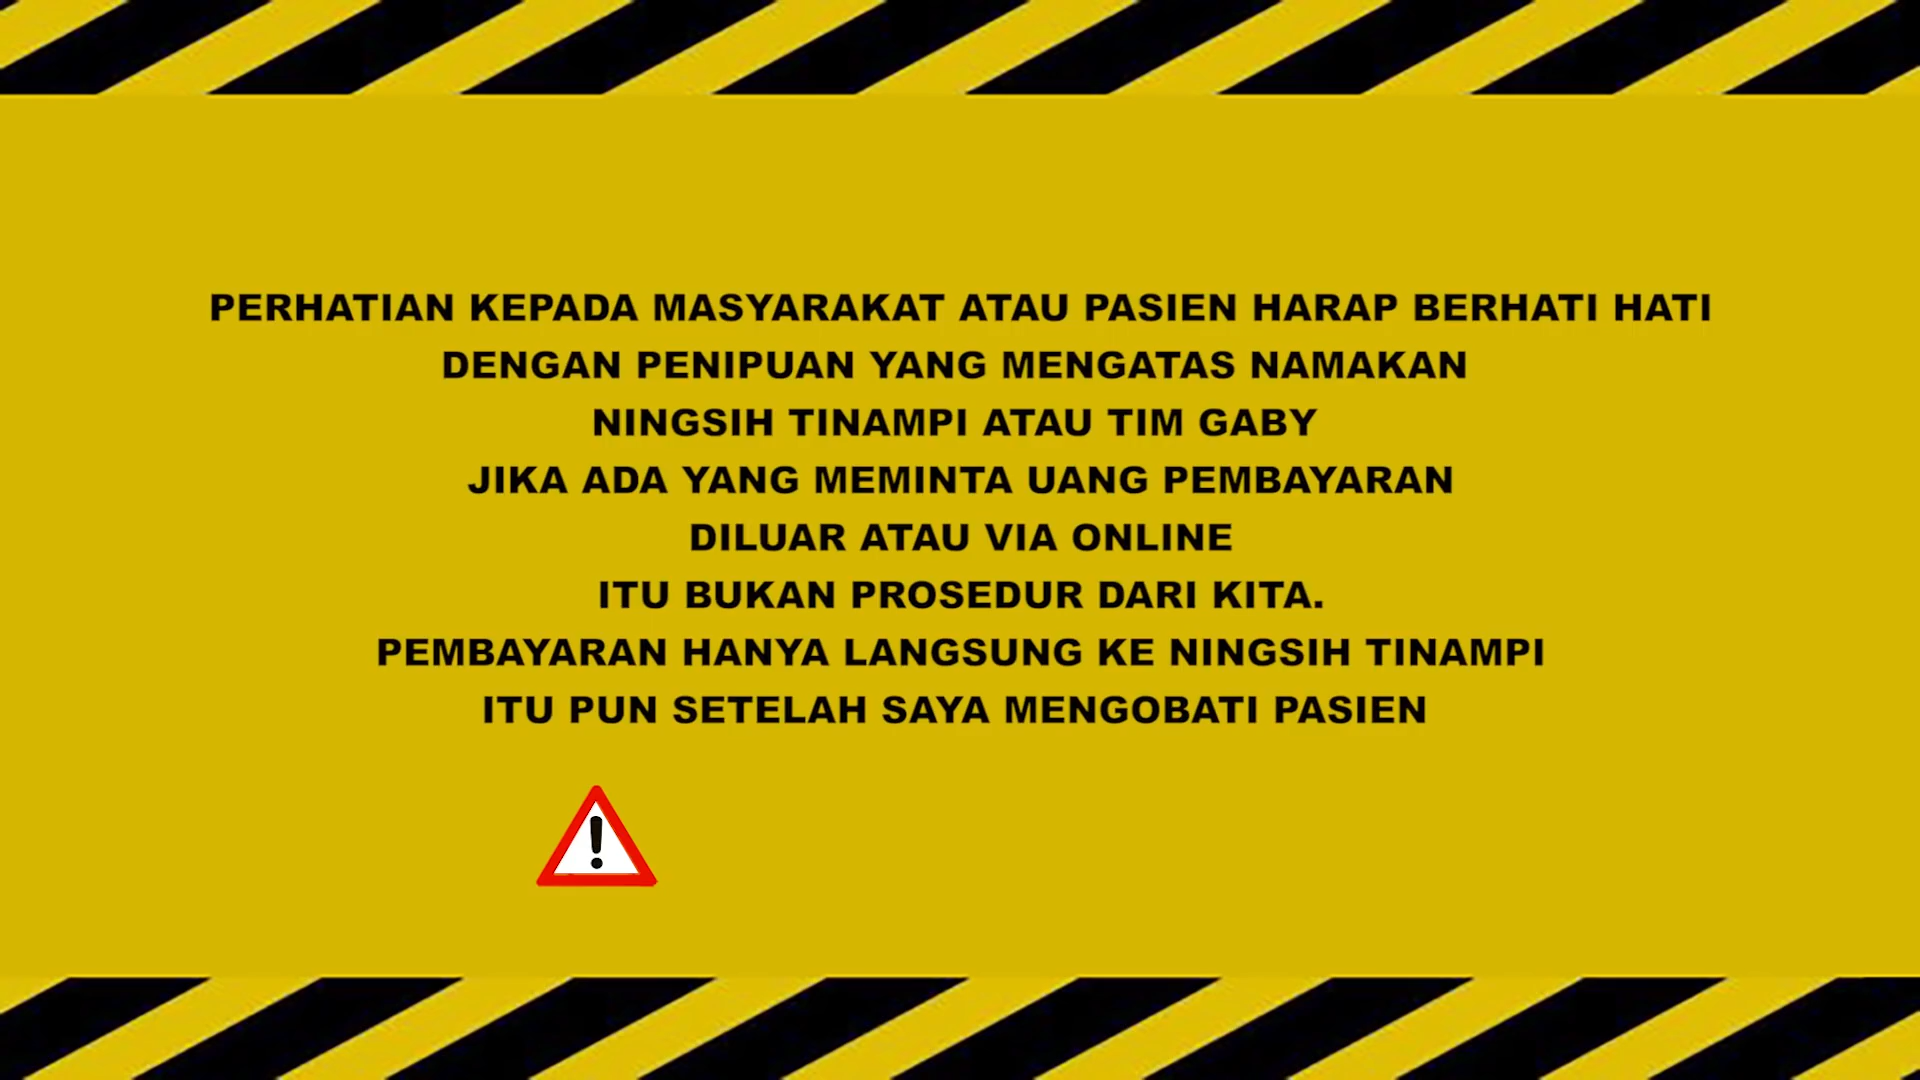 PERHATIAN KEPADA MASYARAKAT ATAU PASIEN HARAP BERHATI HATI
DENGAN PENIPUAN YANG MENGATAS NAMAKAN
NINGSIH TINAMPI ATAU TIM GABY
JIKA ADA YANG MEMINTA UANG PEMBAYARAN
DILUAR ATAU VIA ONLINE
ITU BUKAN PROSEDUR DARI KITA.
PEMBAYARAN HANYA LANGSUNG KE NINGSIH TINAMPI
ITU PUN SETELAH SAYA MENGOBATI PASIEN
!